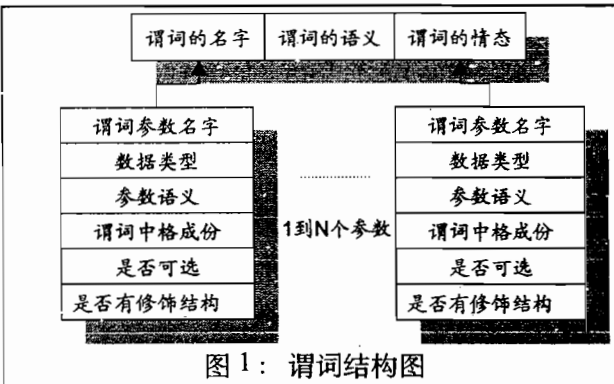 谓词的名字 谓词的语义 谓词的情态
谓词参数名字
数据类型
参数语义
谓词中格成份
是否可选
是否有修饰结构
1到N个参数
谓词参数名字
数据类型
参数语义
谓词中格成份
是否可选
是否有修饰结构
图1：谓词结构图